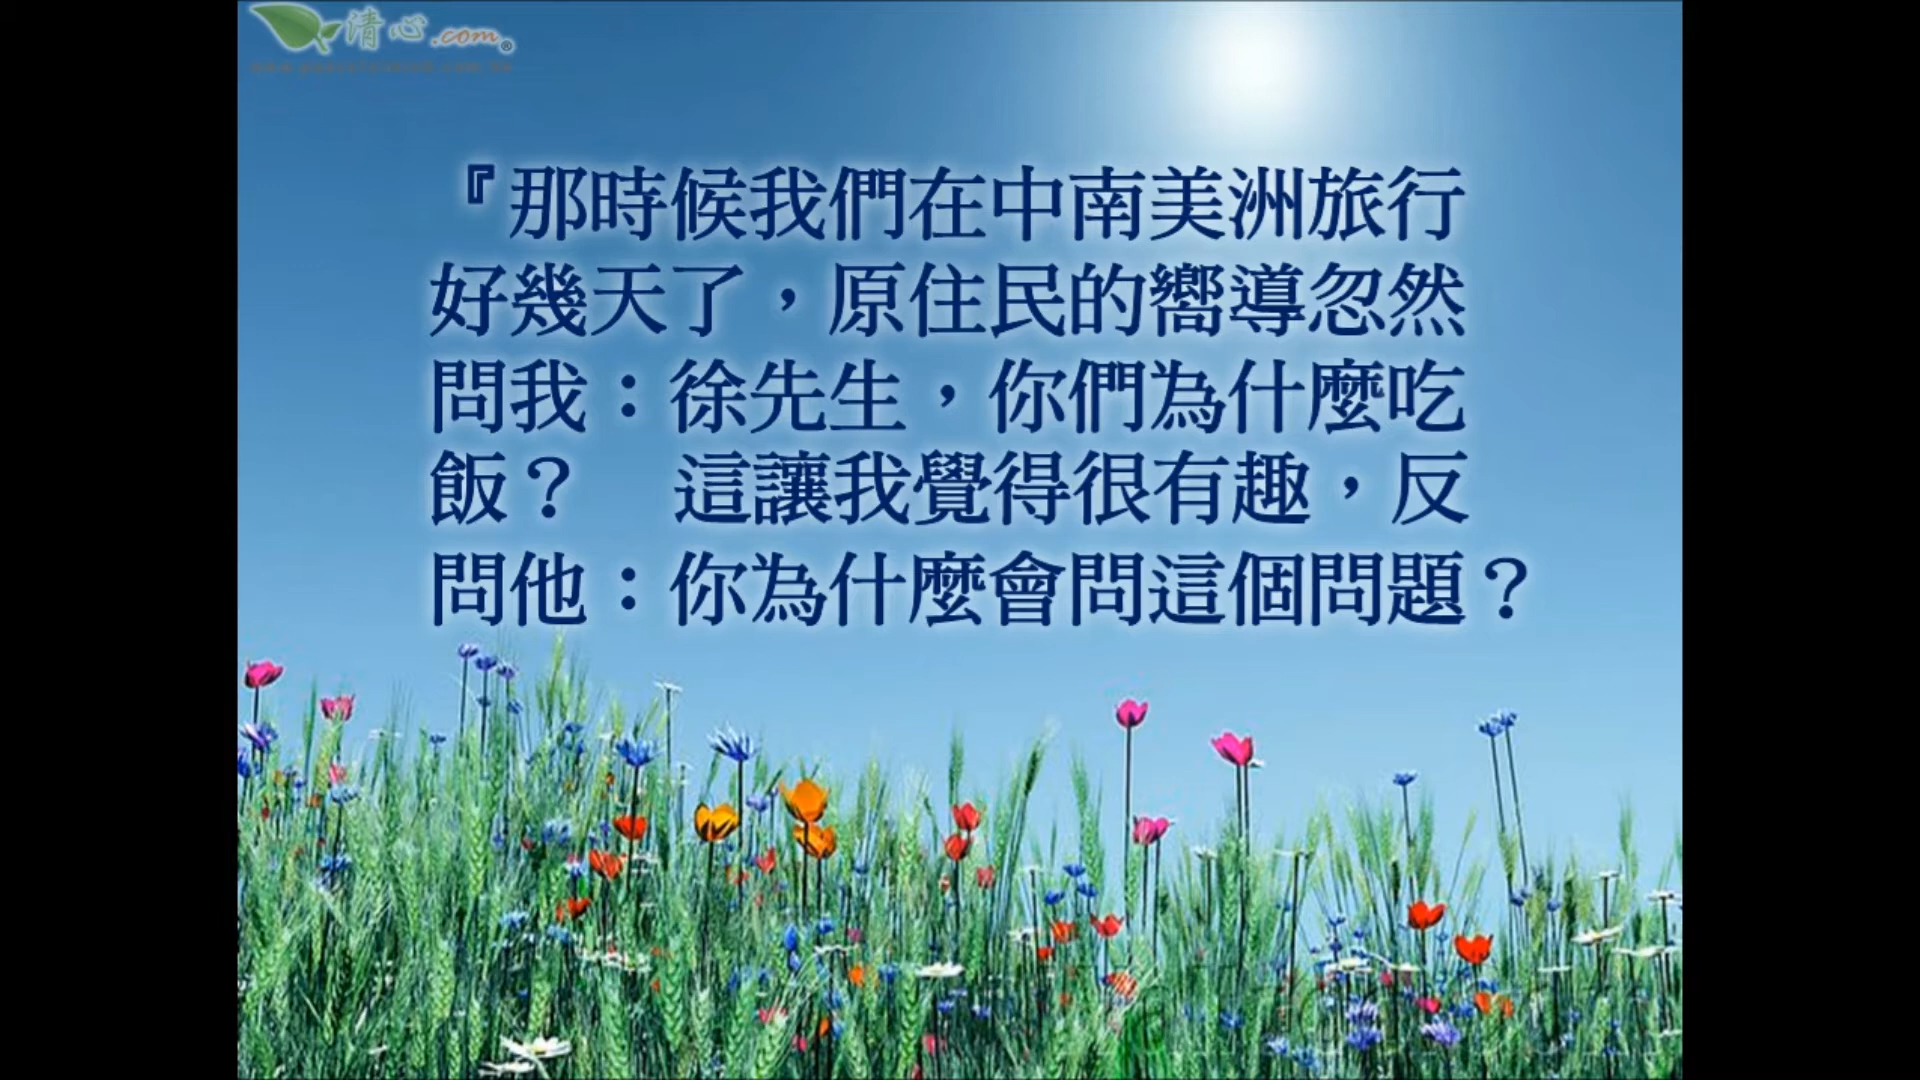 清心.com®
『那時候我們在中南美洲旅行
好幾天了，原住民的嚮導忽然
問我：徐先生，你們為什麼吃
飯？　這讓我覺得很有趣，反
問他：你為什麼會問這個問題？